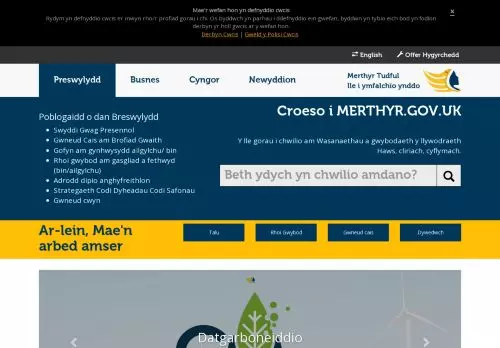 Mae'r wefan hon yn defnyddio cwcis
Rydym yn defnyddio cwcis er mwyn rhoi'r profiad gorau i chi. Os byddwch yn parhau i ddefnyddio ein gwefan, byddwn yn tybio eich bod yn fodlon
derbyn yr holl gwcis ar y wefan hon.
Derbyn Cwcis | Gweld y Polisi Cwcis
x
English
Offer Hygyrchedd
Preswylydd
Busnes
Cyngor
Newyddion
Merthyr Tudful
lle i ymfalchïo ynddo
Poblogaidd o dan Breswylydd
Swyddi Gwag Presennol
Gwneud Cais am Brofiad Gwaith
Gofyn am gynhwysydd ailgylchu/ bin
Rhoi gwybod am gasgliad a fethwyd
(bin/ailgylchu)
Adrodd dipio anghyfreithlon
Strategaeth Codi Dyheadau Codi Safonau
Gwneud cwyn
Croeso i MERTHYR.GOV.UK
Y lle gorau i chwilio am Wasanaethau a gwybodaeth y llywodraeth
Haws, cliriach, cyflymach.
Beth ydych yn chwilio amdano?
Ar-lein, Mae'n
arbed amser
Talu
Rhoi Gwybod
Gwneud cais
Dywedwch
Datgarboneiddio